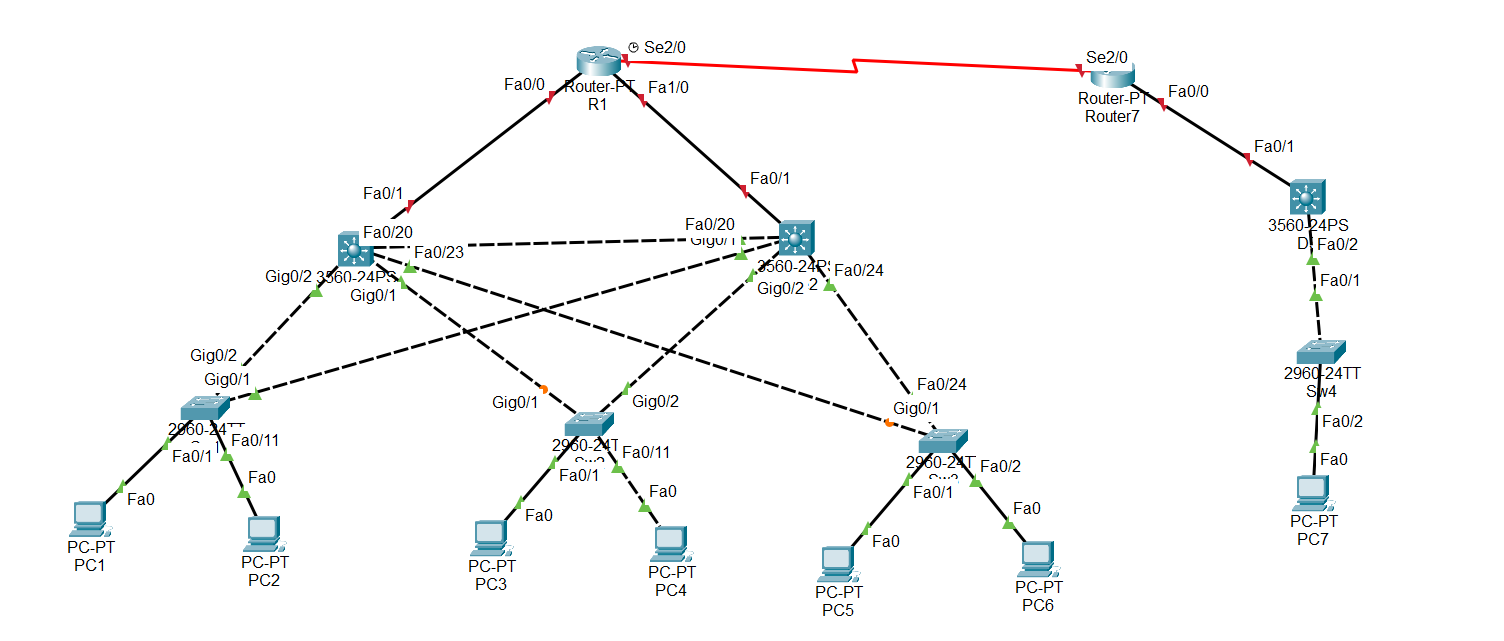 Se2/0
Se2/0
Fa0/0
Router-PT
R1
Fa1/0
Router-PT
Router7
Fa0/0
Fa0/1
Fa0/1
Fa0/1
Fa0/20
Fa0/20
Gig0/1
Fa0/23
3560-24PS
Fa0/2
Gig0/2
3560-24PS
Gig0/1
Fa0/24
Gig0/2
Fa0/1
Gig0/2
Gig0/1
2960-24TT
Sw4
Fa0/24
Gig0/1
Gig0/1
Gig0/2
Fa0/2
2960-24TT
Fa0/11
Fa0/1
2960-24T
Fa0/11
Fa0/1
2960-24T
Fa0/2
Fa0/1
Fa0
Fa0
Fa0
Fa0
Fa0
Fa0
Fa0
PC-PT
PC1
PC-PT
PC2
PC-PT
PC3
PC-PT
PC4
PC-PT
PC5
PC-PT
PC6
PC-PT
PC7